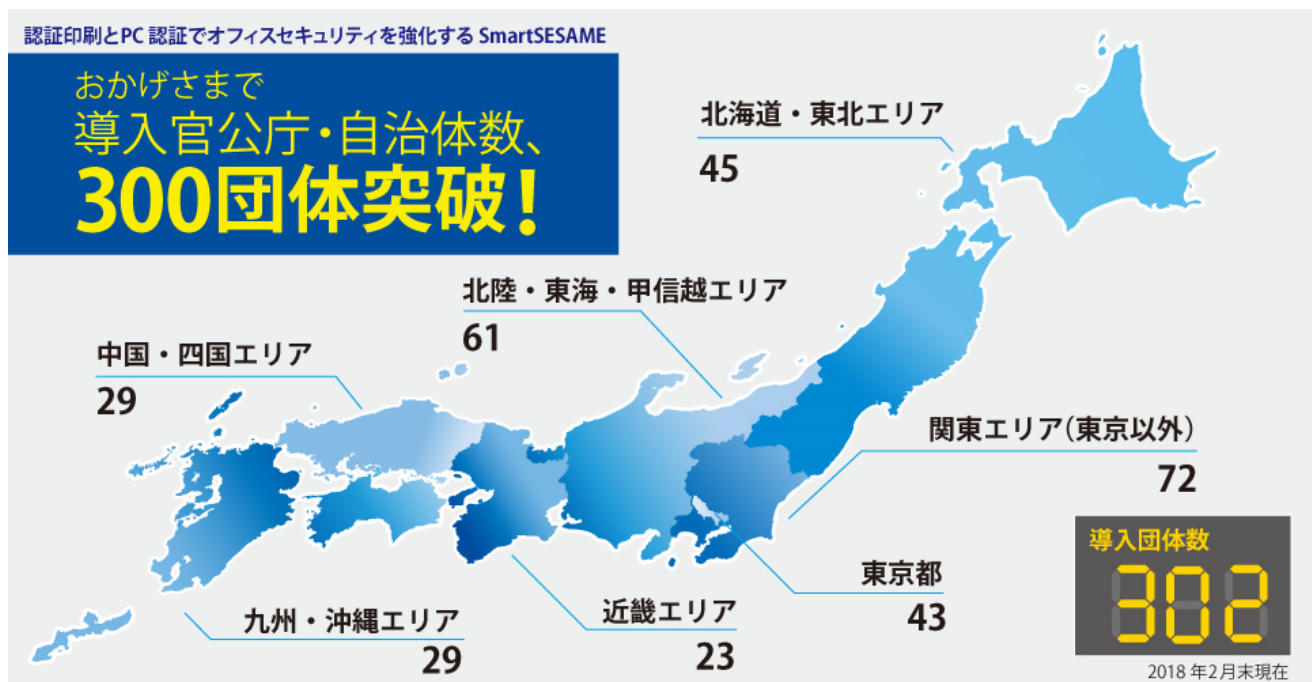 認証印刷とPC 認証でオフィスセキュリティを強化する SmartSESAME
おかげさまで
導入官公庁・自治体数、
300団体突破!
北海道・東北エリア
45
北陸・東海・甲信越エリア
61
中国・四国エリア
29
関東エリア(東京以外)
72
東京都
43
近畿エリア
23
九州・沖縄エリア
29
導入団体数
302
2018 年2月末現在